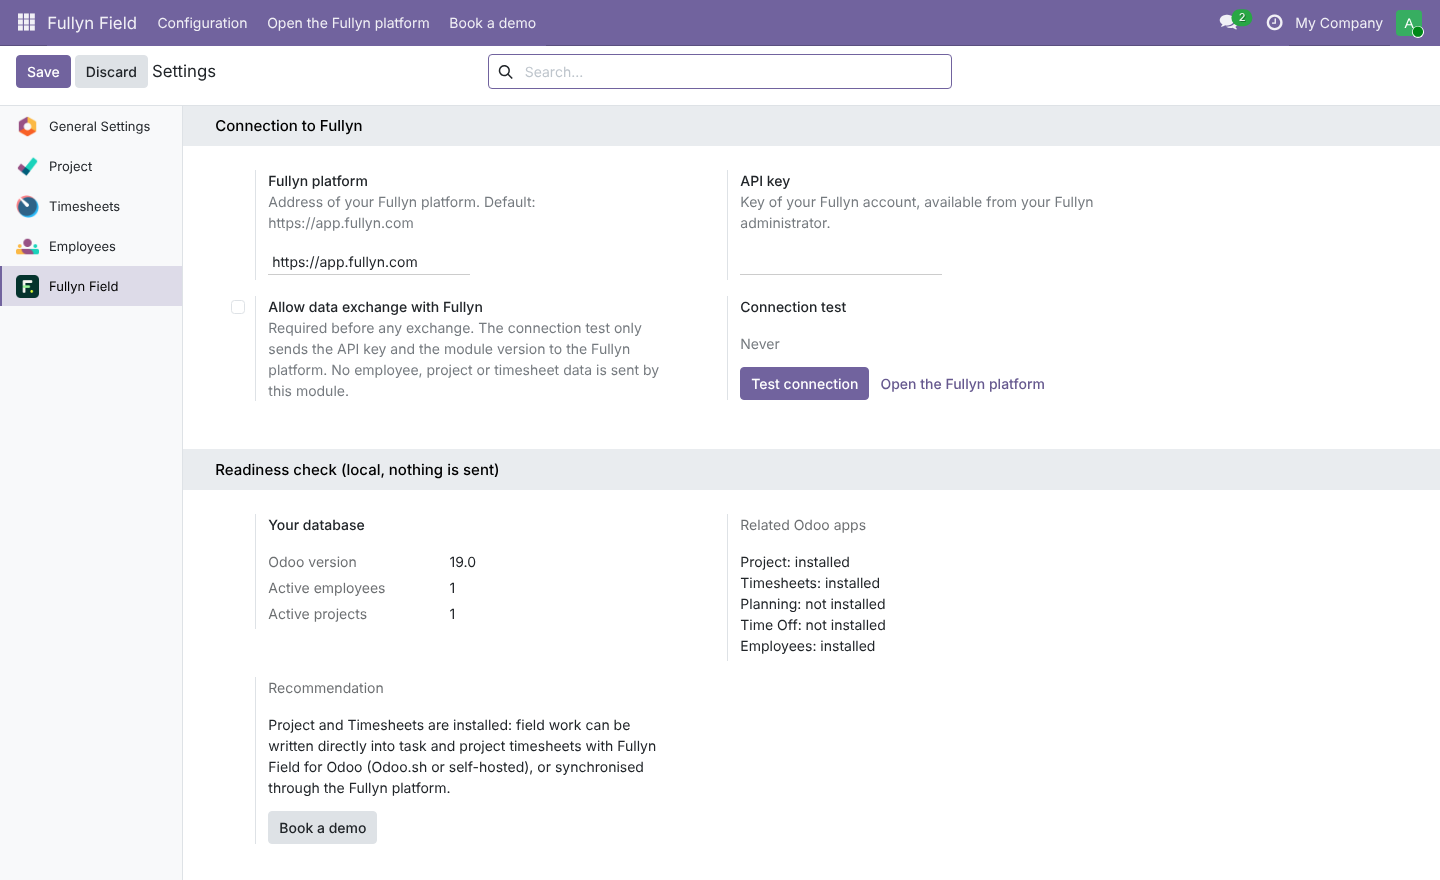 Fullyn Field
Configuration
Open the Fullyn platform
Book a demo
2
My Company
A
Save
Discard
Settings
Search...
General Settings
Project
Timesheets
Employees
F.
Fullyn Field
Connection to Fullyn
Fullyn platform
Address of your Fullyn platform. Default:
https://app.fullyn.com
https://app.fullyn.com
API key
Key of your Fullyn account, available from your Fullyn
administrator.
Allow data exchange with Fullyn
Required before any exchange. The connection test only
sends the API key and the module version to the Fullyn
platform. No employee, project or timesheet data is sent by
this module.
Connection test
Never
Test connection
Open the Fullyn platform
Readiness check (local, nothing is sent)
Your database
Odoo version 19.0
Active employees 1
Active projects 1
Related Odoo apps
Project: installed
Timesheets: installed
Planning: not installed
Time Off: not installed
Employees: installed
Recommendation
Project and Timesheets are installed: field work can be
written directly into task and project timesheets with Fullyn
Field for Odoo (Odoo.sh or self-hosted), or synchronised
through the Fullyn platform.
Book a demo